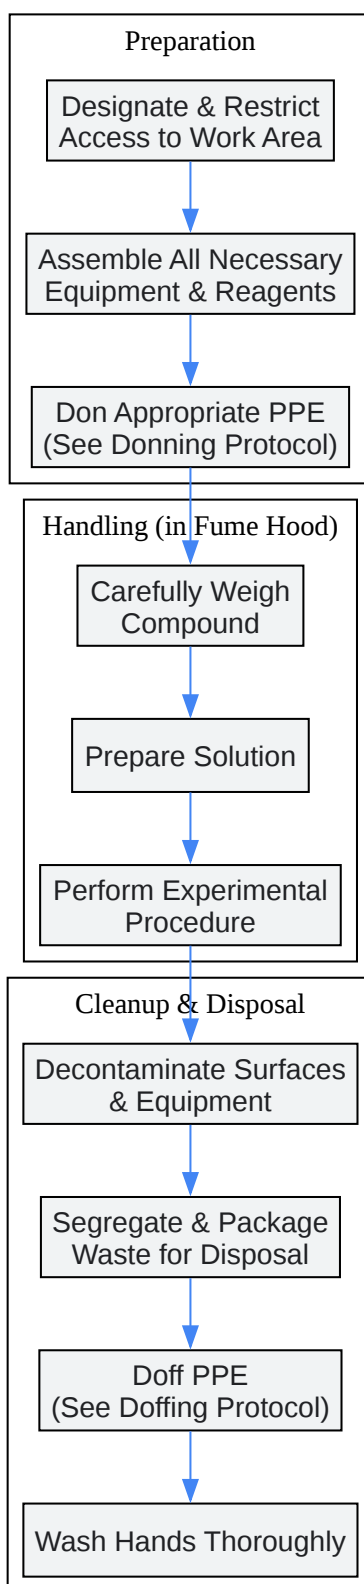 Preparation
Designate & Restrict
Access to Work Area
Assemble All Necessary
Equipment & Reagents
Don Appropriate PPE
(See Donning Protocol)
Handling (in Fume Hood)
Carefully Weigh
Compound
Prepare Solution
Perform Experimental
Procedure
Cleanup & Disposal
Decontaminate Surfaces
& Equipment
Segregate & Package
Waste for Disposal
Doff PPE
(See Doffing Protocol)
Wash Hands Thoroughly